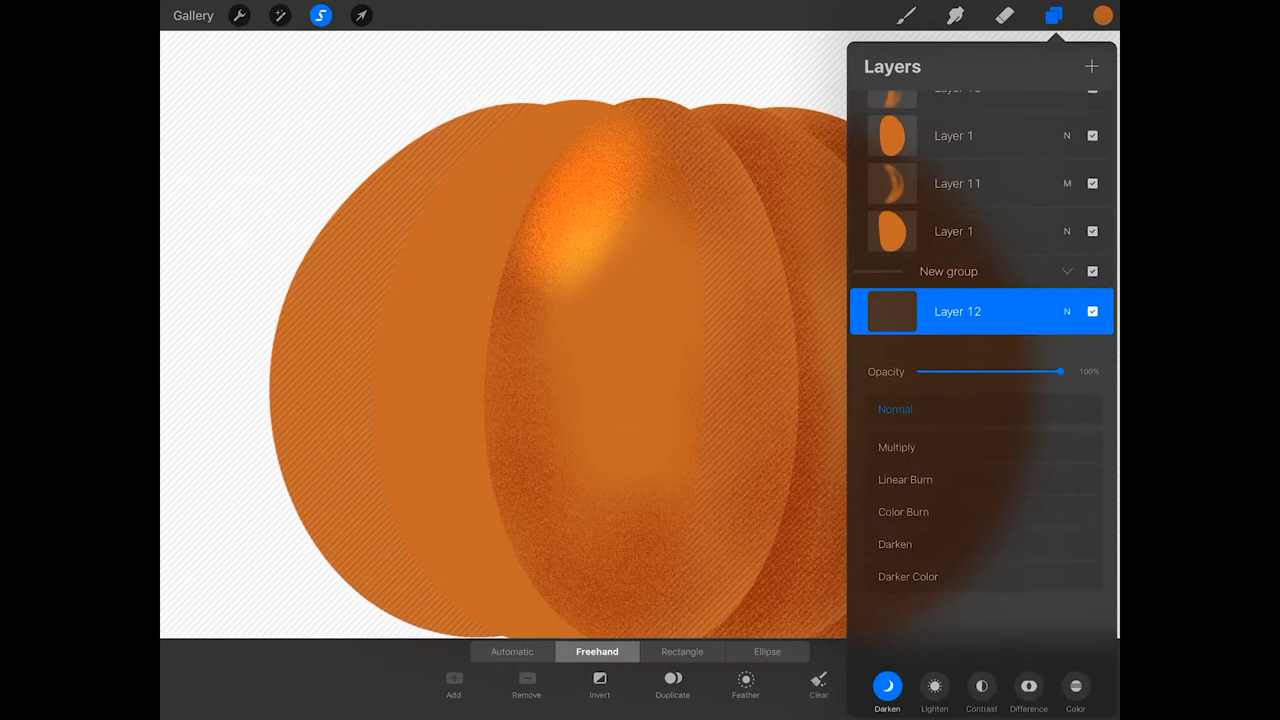 Gallery
Layers
Layer 1 N
Layer 11 M
Layer 1 N
New group
Layer 12 N
Opacity 100%
Normal
Multiply
Linear Burn
Color Burn
Darken
Darker Color
Automatic Freehand Rectangle Ellipse
Add Remove Invert Duplicate Feather Clear
Darken Lighten Contrast Difference Color